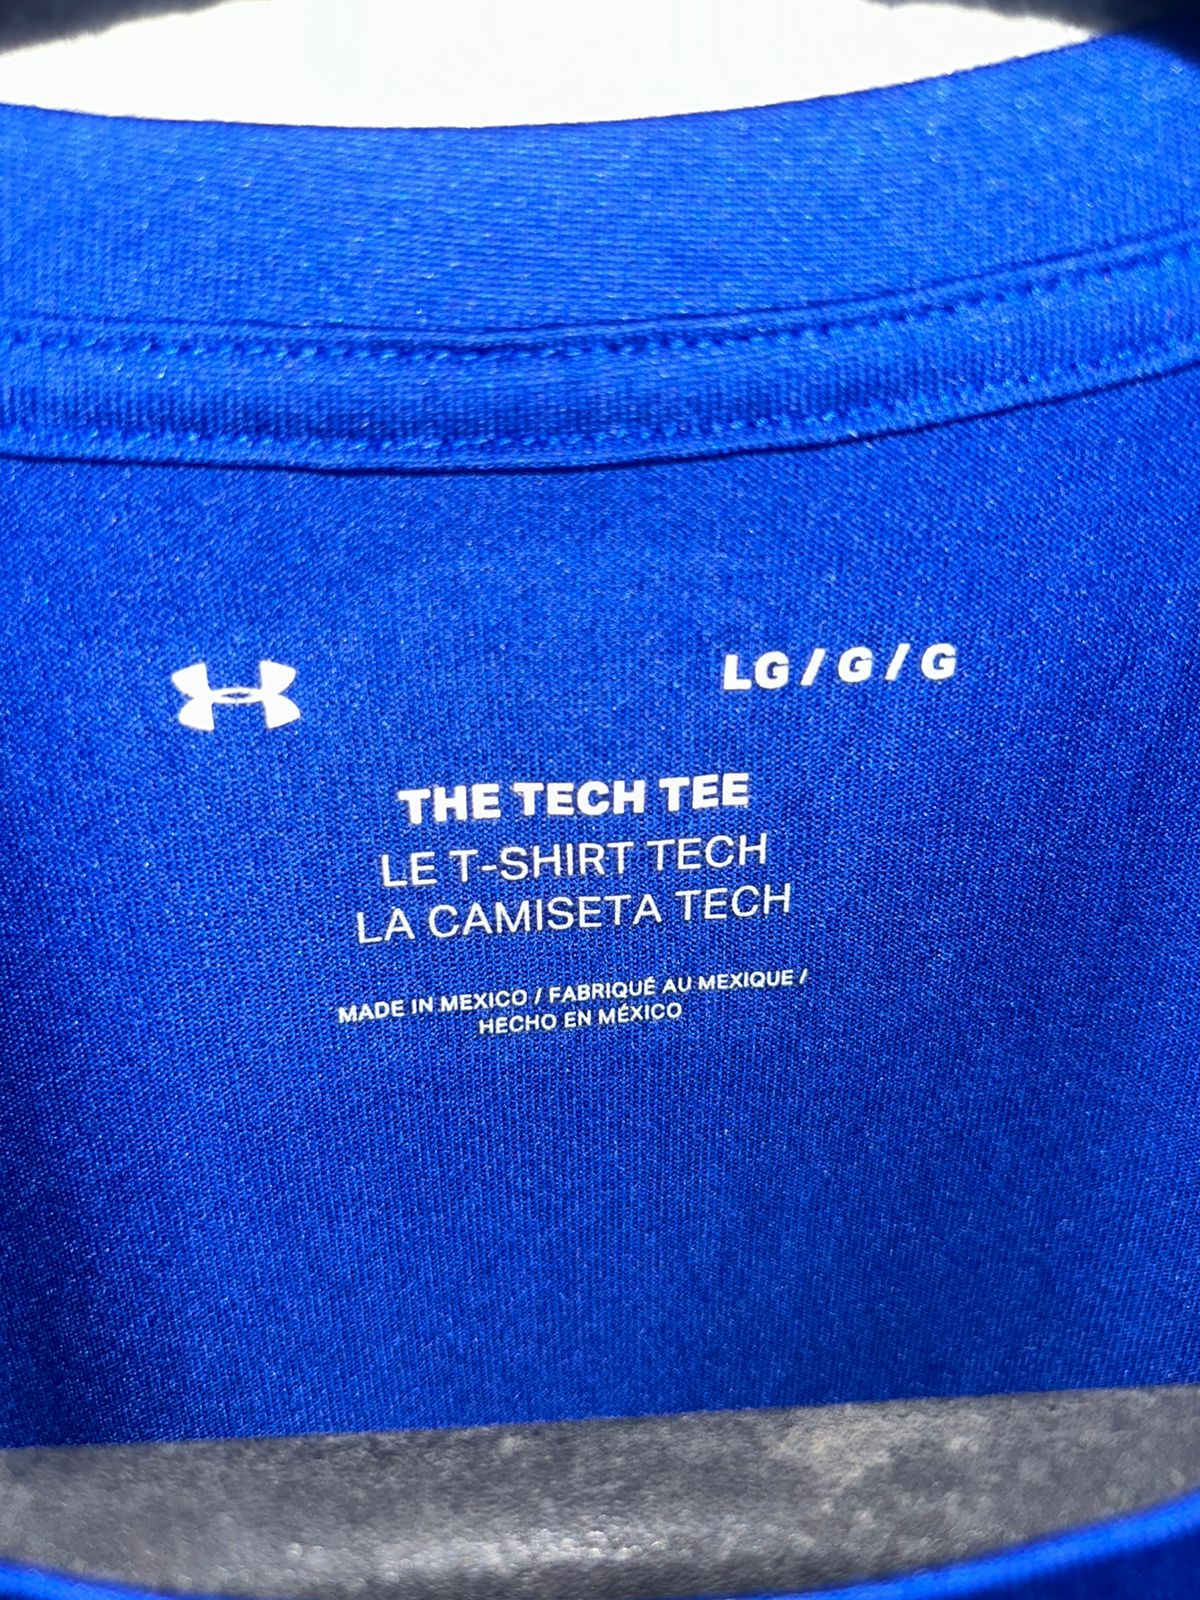 LG / G / G
THE TECH TEE
LE T-SHIRT TECH
LA CAMISETA TECH
MADE IN MEXICO / FABRIQUÉ AU MEXIQUE /
HECHO EN MÉXICO